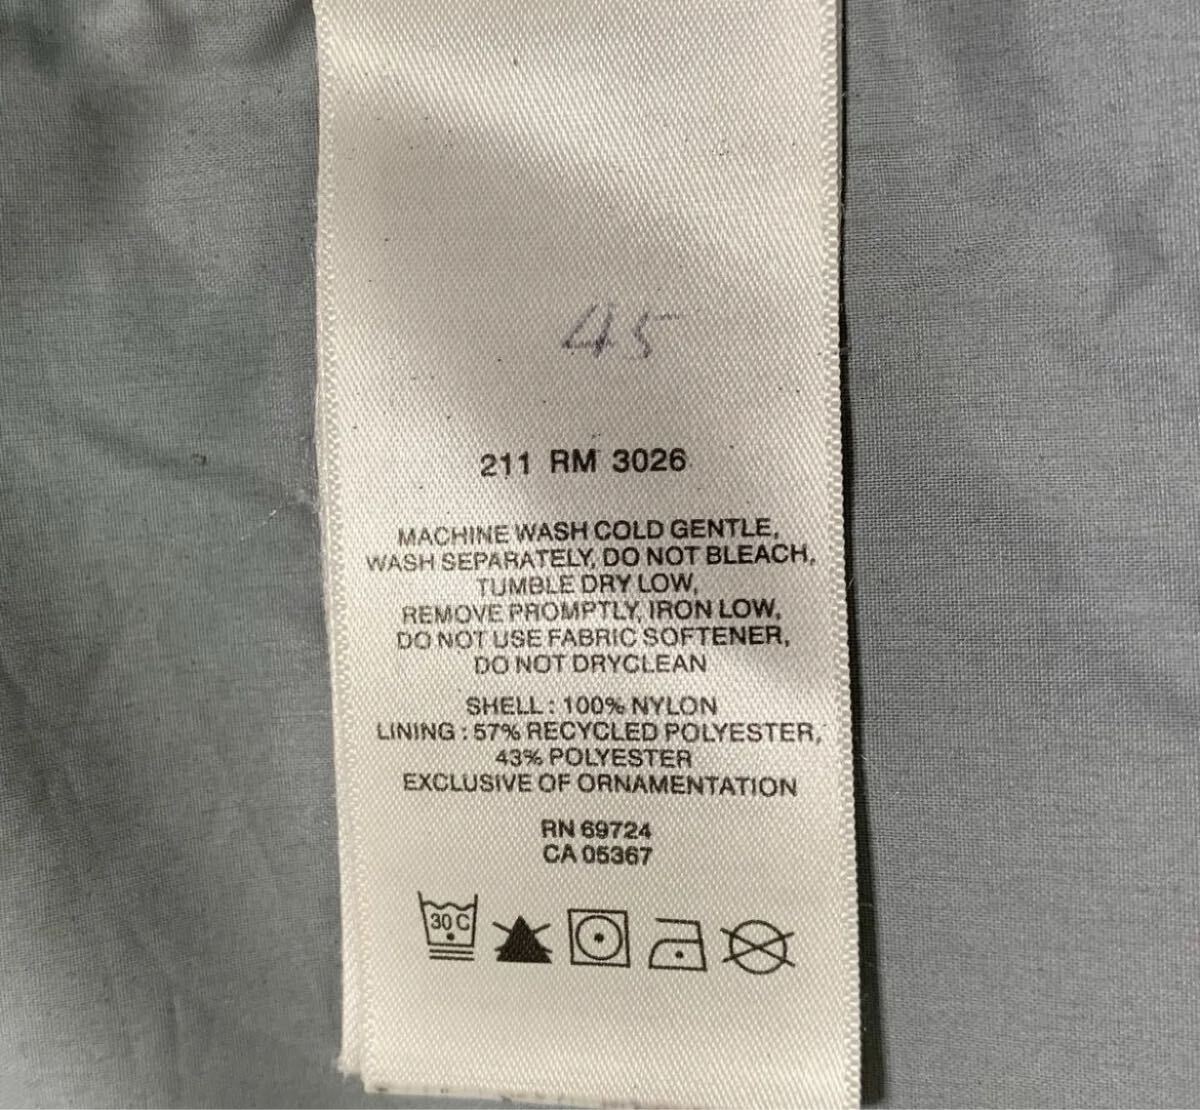 45
211 RM 3026
MACHINE WASH COLD GENTLE,
WASH SEPARATELY, DO NOT BLEACH,
TUMBLE DRY LOW,
REMOVE PROMPTLY, IRON LOW,
DO NOT USE FABRIC SOFTENER,
DO NOT DRYCLEAN
SHELL : 100% NYLON
LINING : 57% RECYCLED POLYESTER,
43% POLYESTER
EXCLUSIVE OF ORNAMENTATION
RN 69724
CA 05367
30 C